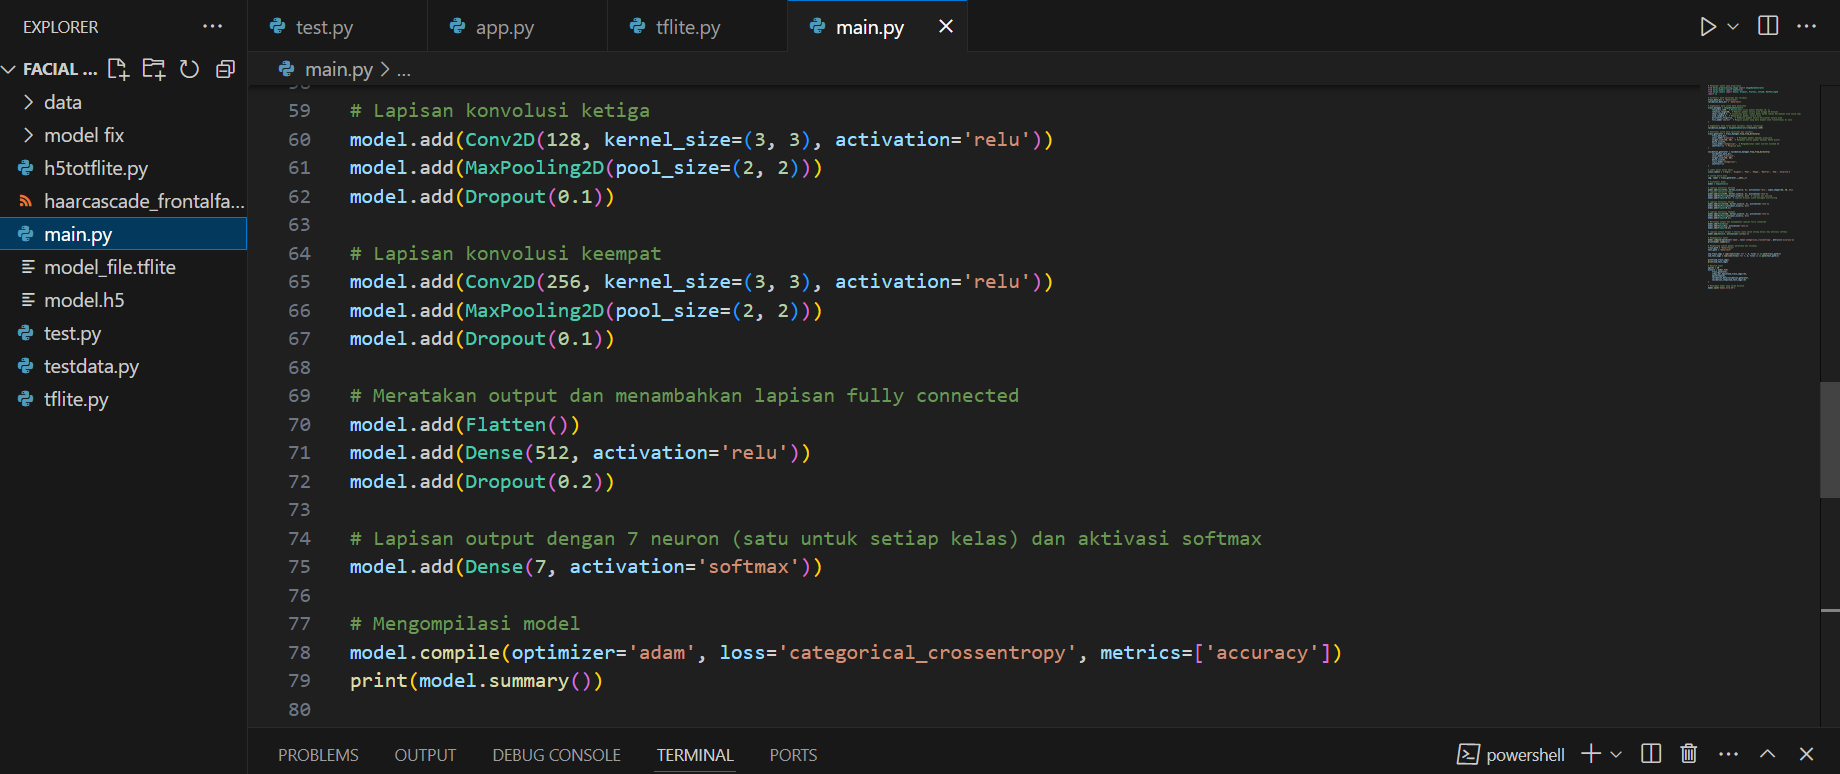 EXPLORER
FACIAL ...
data
model fix
h5totflite.py
haarcascade_frontalfa...
main.py
model_file.tflite
model.h5
test.py
testdata.py
tflite.py
test.py app.py tflite.py main.py
main.py > ...
59 # Lapisan konvolusi ketiga
60 model.add(Conv2D(128, kernel_size=(3, 3), activation='relu'))
61 model.add(MaxPooling2D(pool_size=(2, 2)))
62 model.add(Dropout(0.1))
63
64 # Lapisan konvolusi keempat
65 model.add(Conv2D(256, kernel_size=(3, 3), activation='relu'))
66 model.add(MaxPooling2D(pool_size=(2, 2)))
67 model.add(Dropout(0.1))
68
69 # Meratakan output dan menambahkan lapisan fully connected
70 model.add(Flatten())
71 model.add(Dense(512, activation='relu'))
72 model.add(Dropout(0.2))
73
74 # Lapisan output dengan 7 neuron (satu untuk setiap kelas) dan aktivasi softmax
75 model.add(Dense(7, activation='softmax'))
76
77 # Mengompilasi model
78 model.compile(optimizer='adam', loss='categorical_crossentropy', metrics=['accuracy'])
79 print(model.summary())
80
PROBLEMS OUTPUT DEBUG CONSOLE TERMINAL PORTS powershell